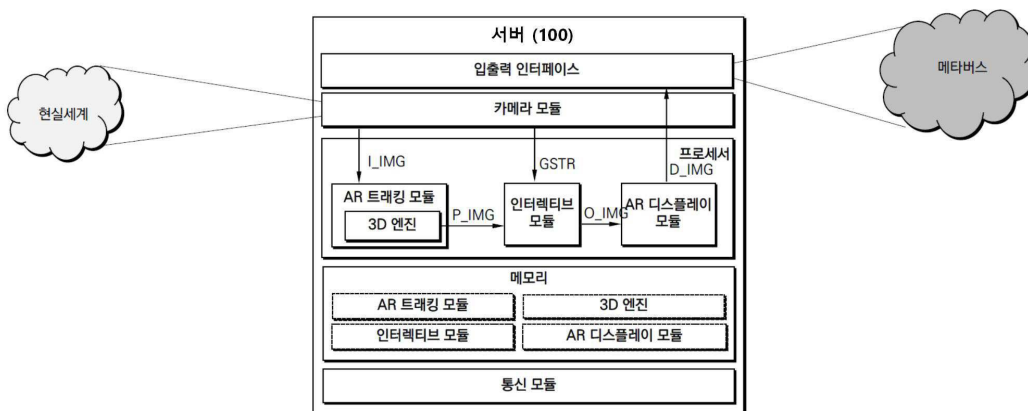 서버 (100)
입출력 인터페이스
메타버스
현실세계
카메라 모듈
프로세서
I_IMG
GSTR
D_IMG
AR 트래킹 모듈
3D 엔진
P_IMG
인터렉티브
모듈
O_IMG
AR 디스플레이
모듈
메모리
AR 트래킹 모듈
3D 엔진
인터렉티브 모듈
AR 디스플레이 모듈
통신 모듈